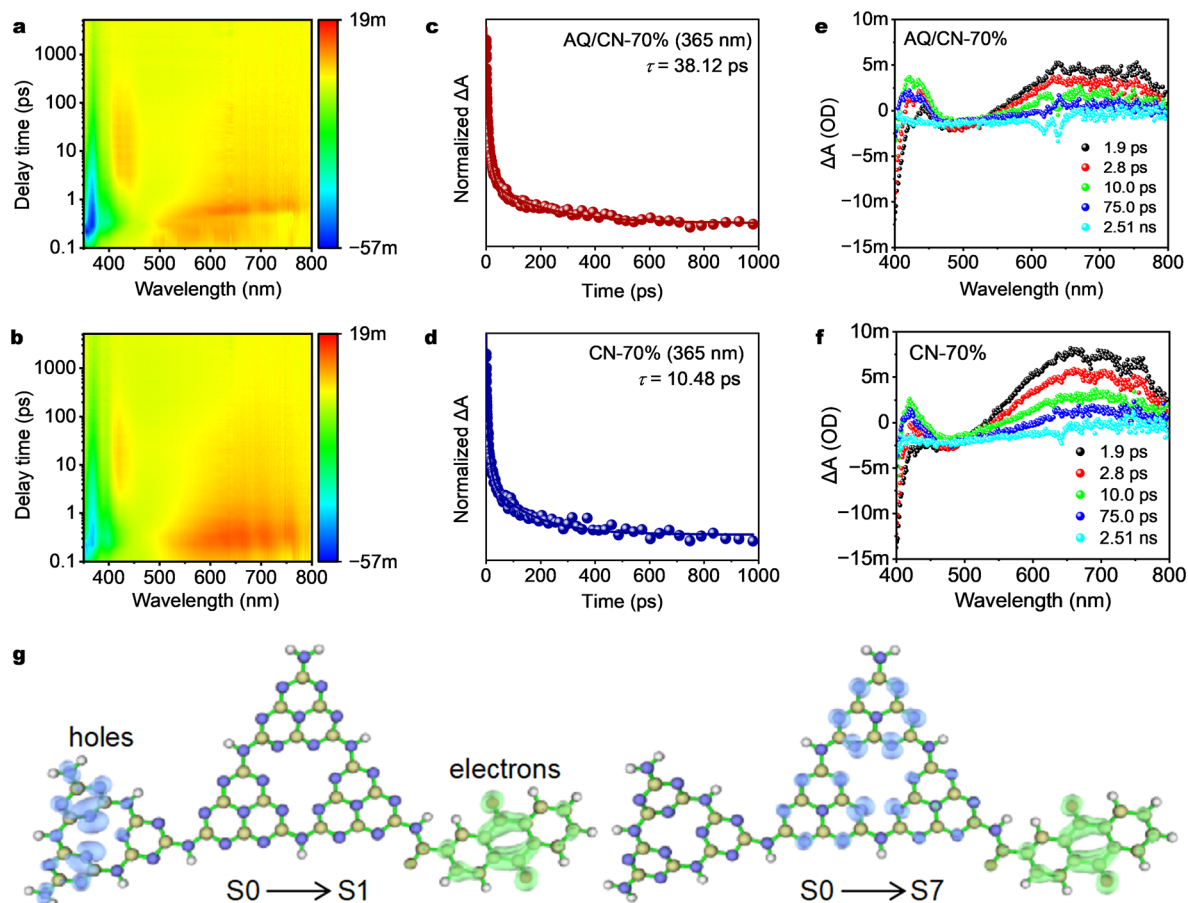 a
19m
−57m
1000
100
10
1
0.1
Delay time (ps)
400 500 600 700 800
Wavelength (nm)
b
19m
−57m
1000
100
10
1
0.1
Delay time (ps)
400 500 600 700 800
Wavelength (nm)
c
AQ/CN-70% (365 nm)
τ = 38.12 ps
Normalized ΔA
0 200 400 600 800 1000
Time (ps)
d
CN-70% (365 nm)
τ = 10.48 ps
Normalized ΔA
0 200 400 600 800 1000
Time (ps)
e
AQ/CN-70%
10m
5m
0
−5m
−10m
−15m
ΔA (OD)
1.9 ps
2.8 ps
10.0 ps
75.0 ps
2.51 ns
400 500 600 700 800
Wavelength (nm)
f
CN-70%
10m
5m
0
−5m
−10m
−15m
ΔA (OD)
1.9 ps
2.8 ps
10.0 ps
75.0 ps
2.51 ns
400 500 600 700 800
Wavelength (nm)
g
holes
electrons
S0 → S1
S0 → S7